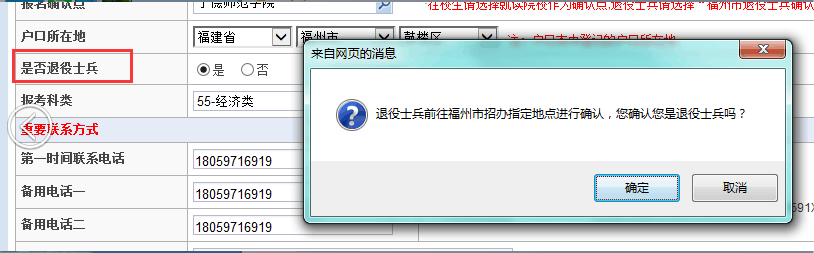 报名确认点 宁德师范学院 *在校生请选择就读院校作为确认点,退役士兵请选择"福州市退役士兵确认
户口所在地 福建省 福州市 鼓楼区 注：户口本中登记的户口所在地
是否退役士兵 是 否
报考科类 55-经济类
重要联系方式
第一时间联系电话 18059716919
备用电话一 18059716919
备用电话二 18059716919
来自网页的消息
退役士兵前往福州市招办指定地点进行确认，您确认您是退役士兵吗？
确定 取消
591X